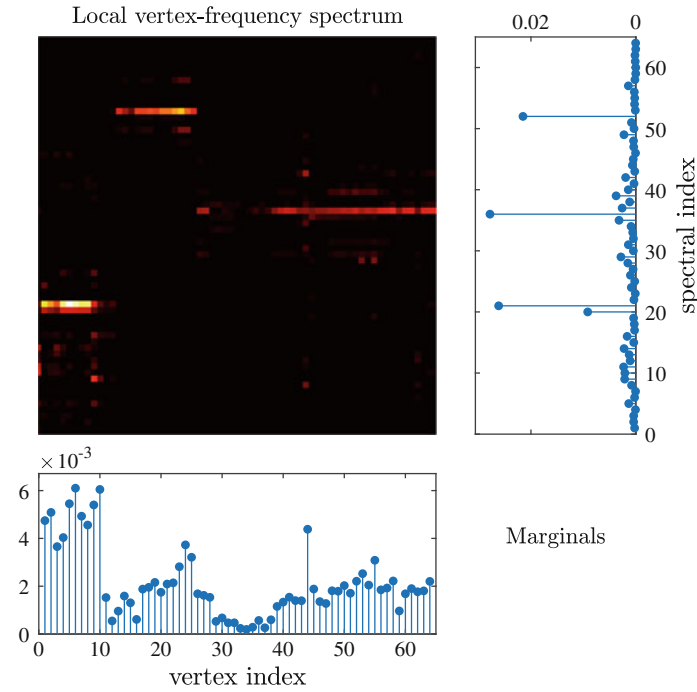 Local vertex-frequency spectrum
0.02 0
60
50
40
30
20
10
0
spectral index
×10⁻³
6
4
2
0
0 10 20 30 40 50 60
vertex index
Marginals